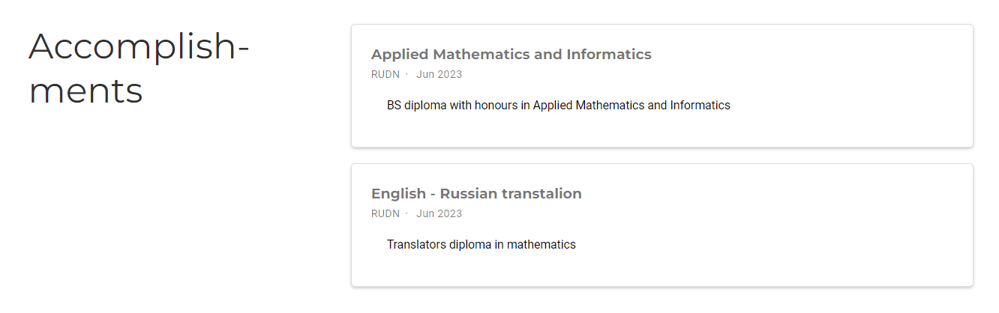 Accomplish-
ments
Applied Mathematics and Informatics
RUDN · Jun 2023
BS diploma with honours in Applied Mathematics and Informatics
English - Russian transtalion
RUDN · Jun 2023
Translators diploma in mathematics